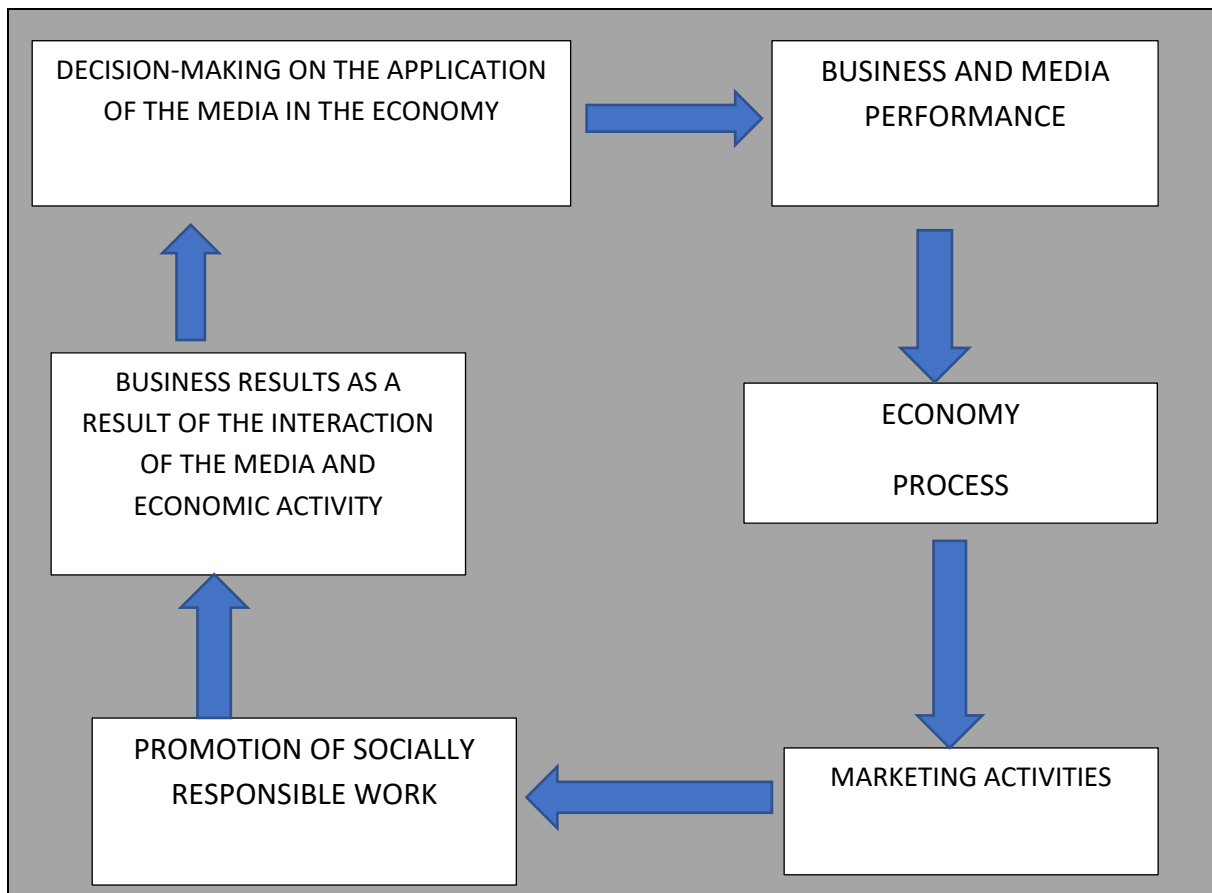 DECISION-MAKING ON THE APPLICATION
OF THE MEDIA IN THE ECONOMY
BUSINESS AND MEDIA
PERFORMANCE
BUSINESS RESULTS AS A
RESULT OF THE INTERACTION
OF THE MEDIA AND
ECONOMIC ACTIVITY
ECONOMY
PROCESS
PROMOTION OF SOCIALLY
RESPONSIBLE WORK
MARKETING ACTIVITIES